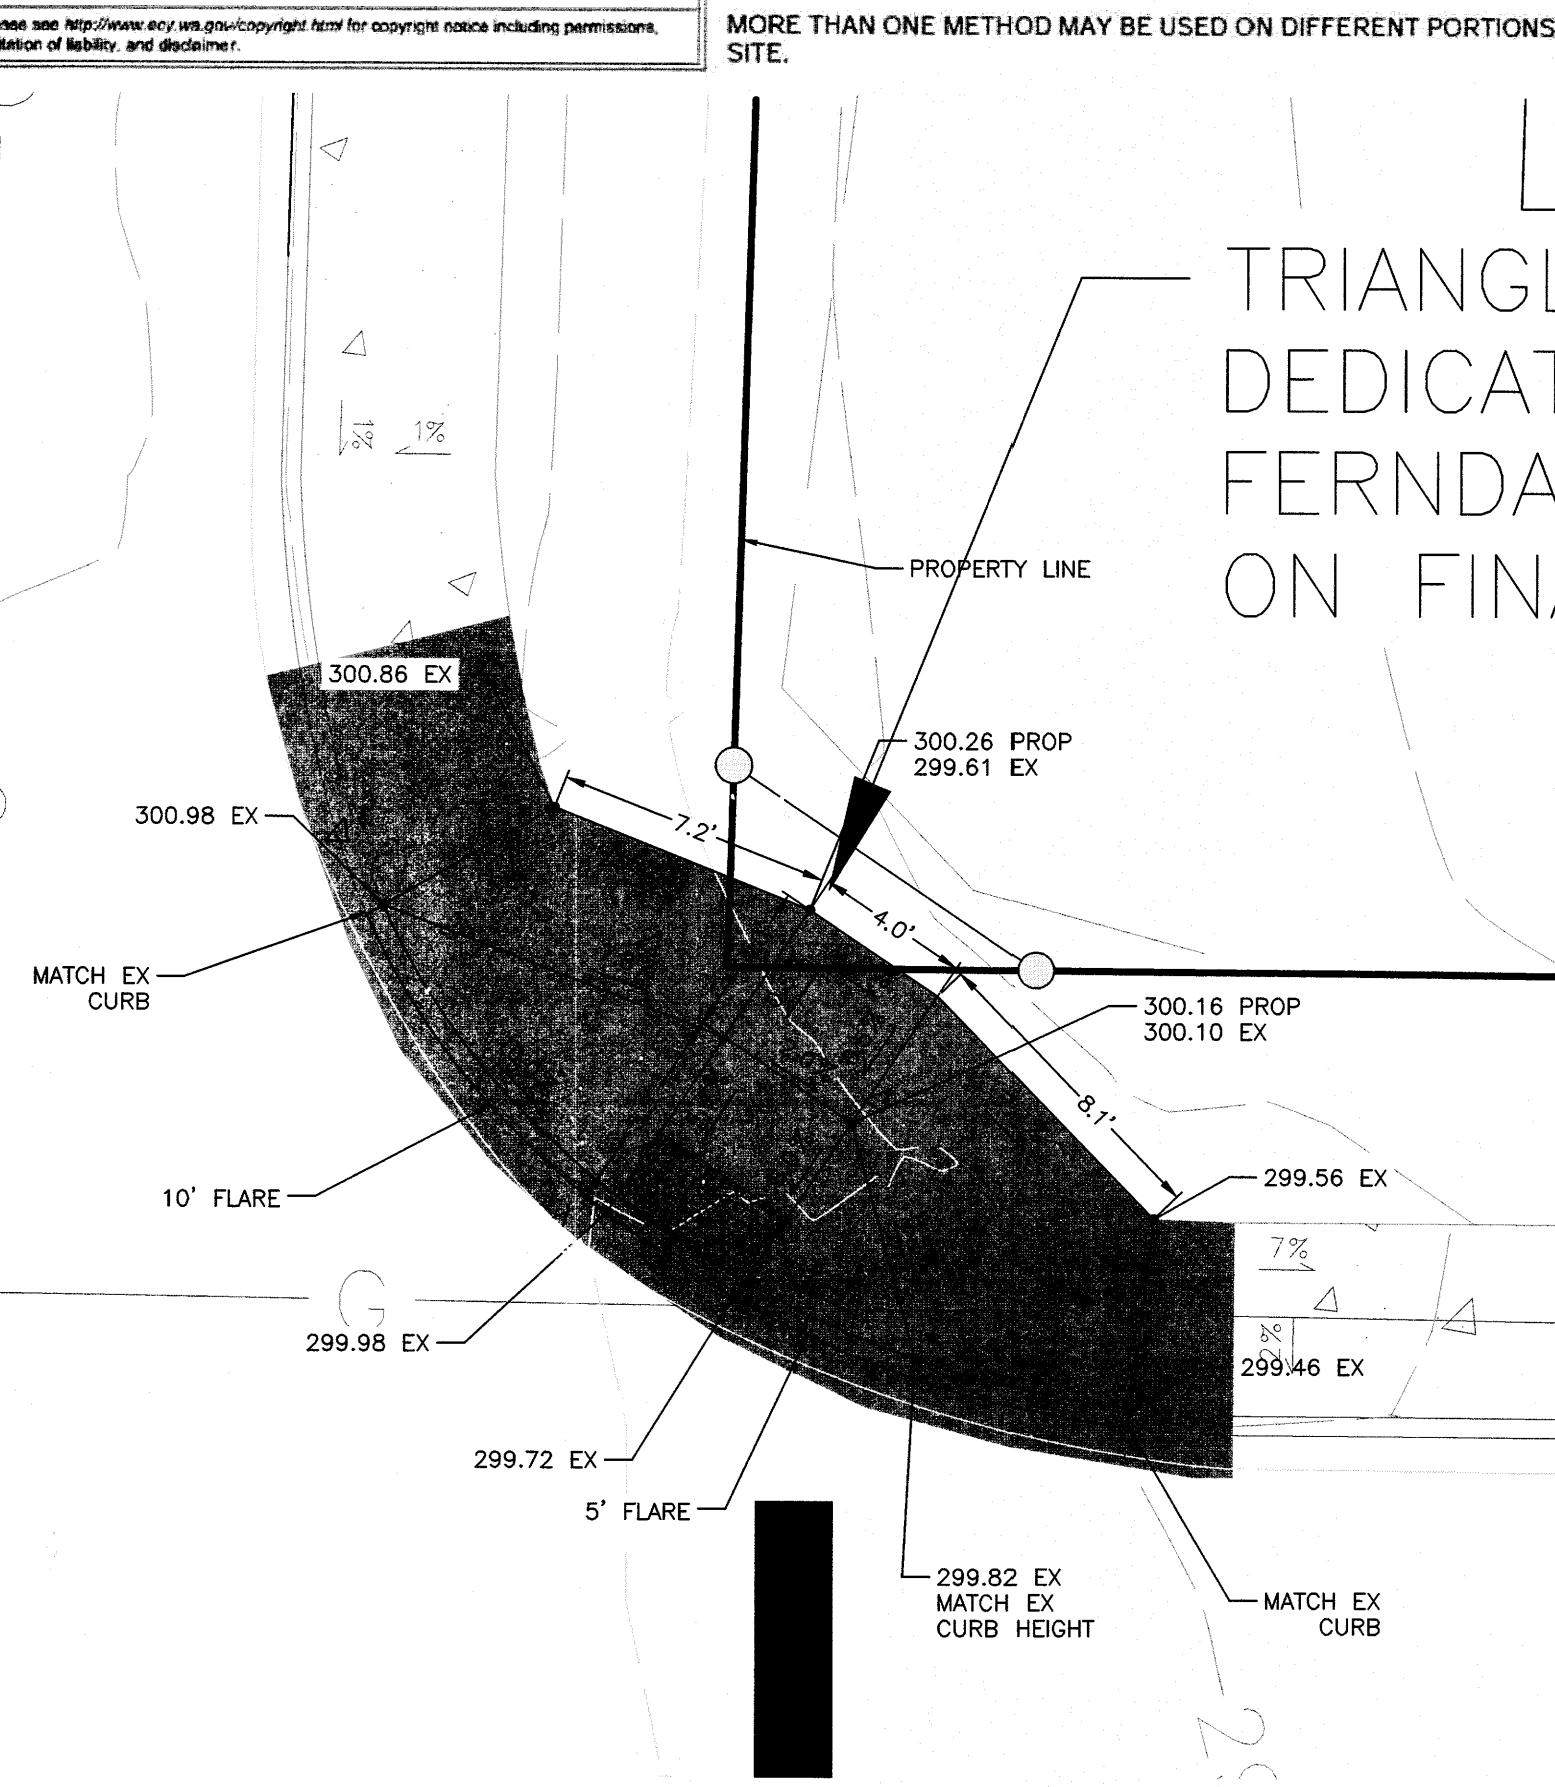 see http://www.ecy.wa.gov/copyright.html for copyright notice including permissions,
of liability, and disclaimer.
MORE THAN ONE METHOD MAY BE USED ON DIFFERENT PORTIONS
SITE.
TRIANGL
DEDICAT
FERNDA
ON FINA
1%
1%
PROPERTY LINE
300.86 EX
300.26 PROP
299.61 EX
300.98 EX
7.2'
4.0'
MATCH EX
CURB
300.16 PROP
300.10 EX
8.1'
299.56 EX
10' FLARE
7%
G
299.98 EX
2%
299.46 EX
299.72 EX
5' FLARE
299.82 EX
MATCH EX
CURB HEIGHT
MATCH EX
CURB